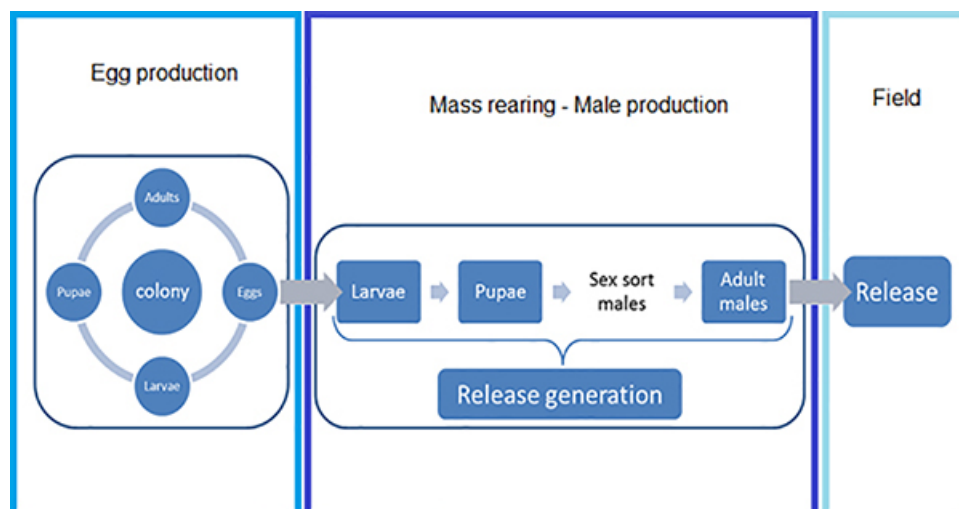 Egg production
Adults
Pupae
colony
Eggs
Larvae
Mass rearing - Male production
Larvae
Pupae
Sex sort
males
Adult
males
Release generation
Field
Release